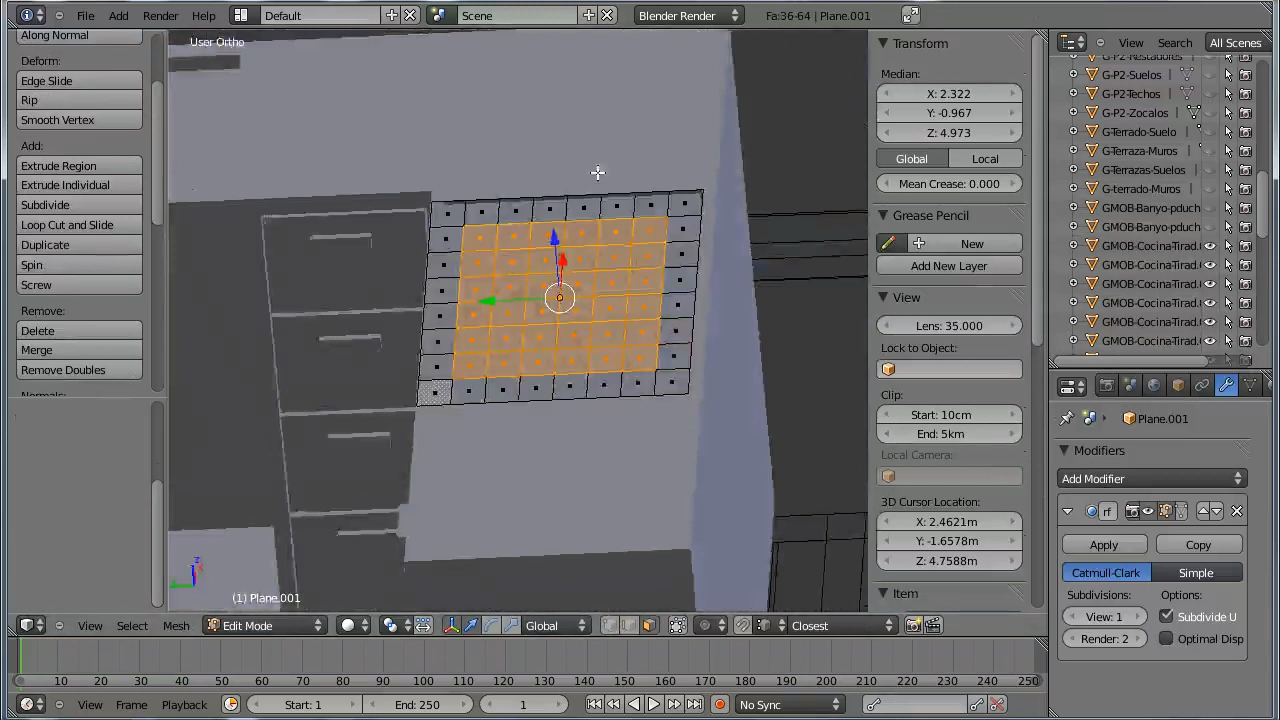 File Add Render Window Help Default Scene Blender Render Fa:36-64 | Plane.001
Along Normal
Deform:
Edge Slide
Rip
Smooth Vertex
Add:
Extrude Region
Extrude Individual
Subdivide
Loop Cut and Slide
Duplicate
Spin
Screw
Remove:
Delete
Merge
Remove Doubles
User Ortho
(1) Plane.001
Transform
Median:
X: 2.322
Y: -0.967
Z: 4.973
Global Local
Mean Crease: 0.000
Grease Pencil
New
Add New Layer
View
Lens: 35.000
Lock to Object:
Clip:
Start: 10cm
End: 5km
Local Camera:
3D Cursor Location:
X: 2.4621m
Y: -1.6578m
Z: 4.7588m
Item
View Search All Scenes
G-P2-Suelos
G-P2-Techos
G-P2-Zocalos
G-Terrado-Suelo
G-Terraza-Muros
G-Terrazas-Suelos
G-terrado-Muros
GMOB-Banyo-pduch
GMOB-Banyo-pduch
GMOB-Cocina-Tirad.
GMOB-Cocina-Tirad.
GMOB-Cocina-Tirad.
GMOB-Cocina-Tirad.
GMOB-Cocina-Tirad.
GMOB-Cocina-Tirad.
Plane.001
Modifiers
Add Modifier
rf
Apply Copy
Catmull-Clark Simple
Subdivisions: Options:
View: 1 Subdivide U
Render: 2 Optimal Disp
View Select Mesh Edit Mode Global Closest
10 20 30 40 50 60 70 80 90 100 110 120 130 140 150 160 170 180 190 200 210 220 230 240 250
View Frame Playback Start: 1 End: 250 1 No Sync